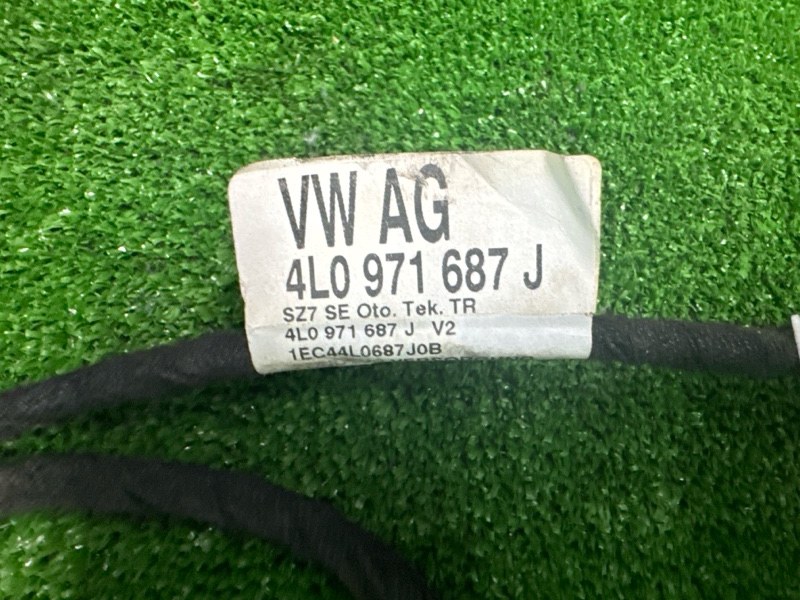 VW AG
4L0 971 687 J
SZ7 SE Oto. Tek. TR
4L0 971 687 J V2
1EC44L0687J0B